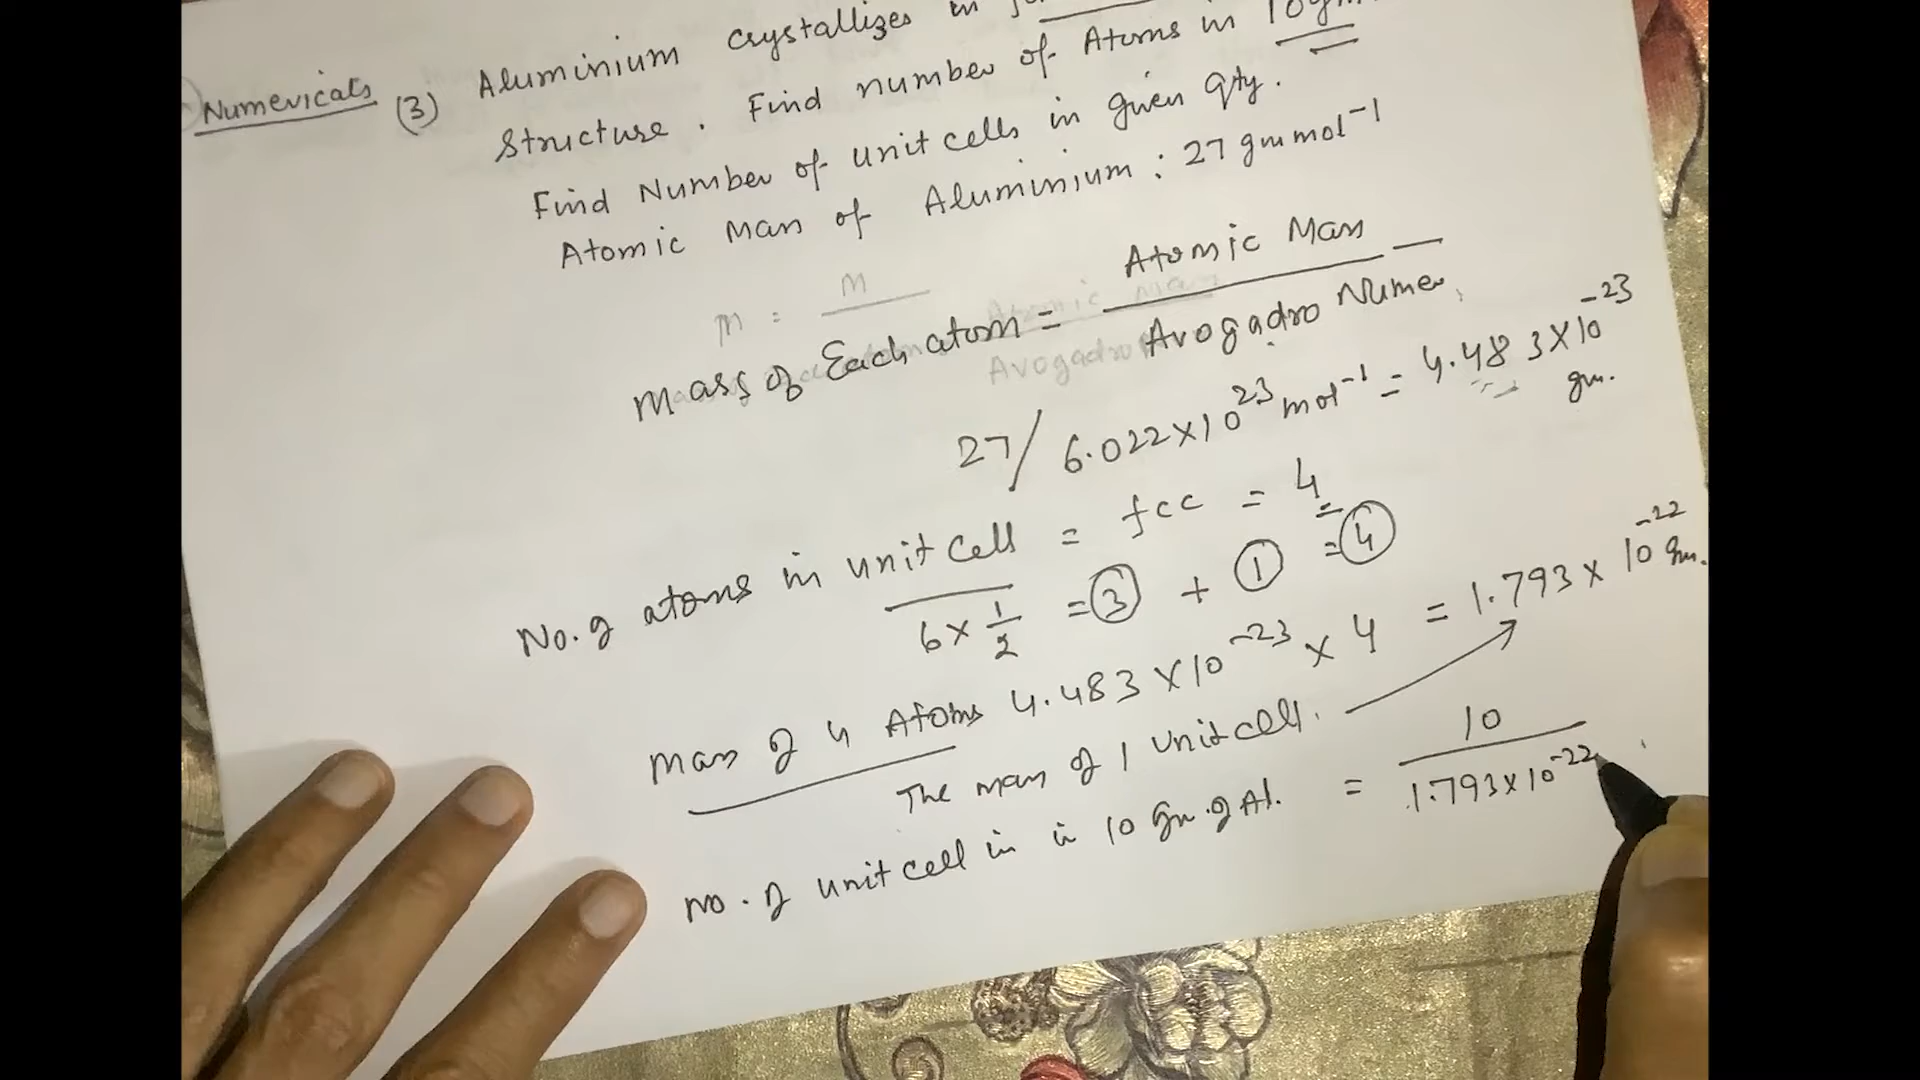 Numericals (3) Aluminium crystallizes in
Structure. Find number of Atoms in 10gm
Find Number of unit cells in given qty.
Atomic Mass of Aluminium : 27 gm mol⁻¹
m = M
Mass of Each atom = Atomic Mass / Avogadro Numer
27/ 6.022×10²³ mol⁻¹ = 4.483×10⁻²³ gm.
No. of atoms in unit cell = fcc = 4
6 × 1/2 = 3 + 1 = 4
Mass of 4 Atoms 4.483×10⁻²³ × 4 = 1.793 × 10⁻²² gm.
The mass of 1 unit cell.
No. of unit cell in in 10 gm. of Al. = 10 / 1.793×10⁻²²